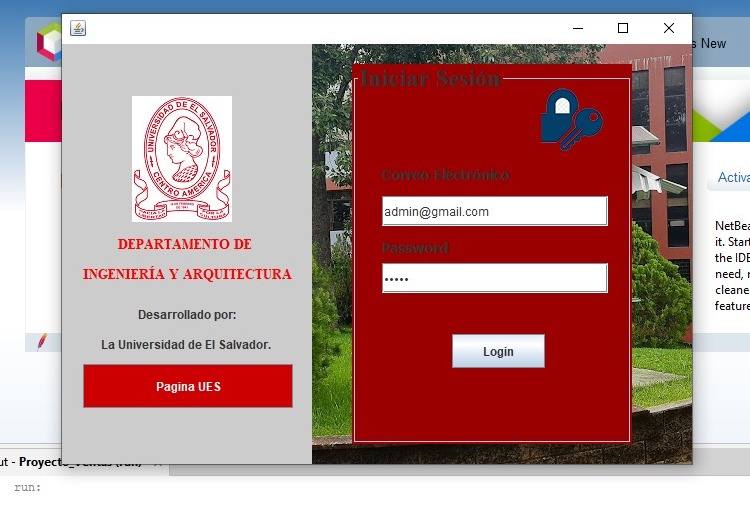 s New
UNIVERSIDAD DE EL SALVADOR
CENTRO AMERICA
DEPARTAMENTO DE
INGENIERÍA Y ARQUITECTURA
Desarrollado por:
La Universidad de El Salvador.
Pagina UES
Iniciar Sesión
Correo Electrónico
admin@gmail.com
Password
•••••
Login
Activa
NetBea
it. Start
the IDE
need, r
cleane
feature
ut - Proyecto_Ventas (run)
run: